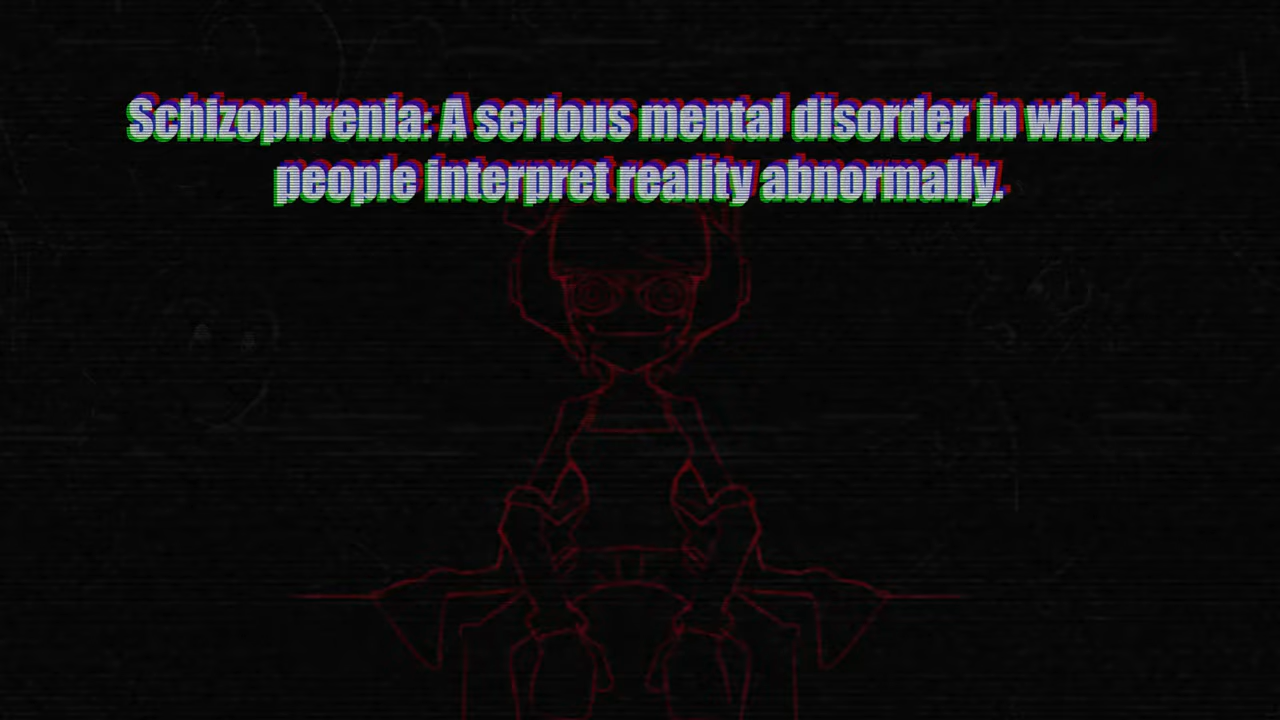 Schizophrenia: A serious mental disorder in which
people interpret reality abnormally.